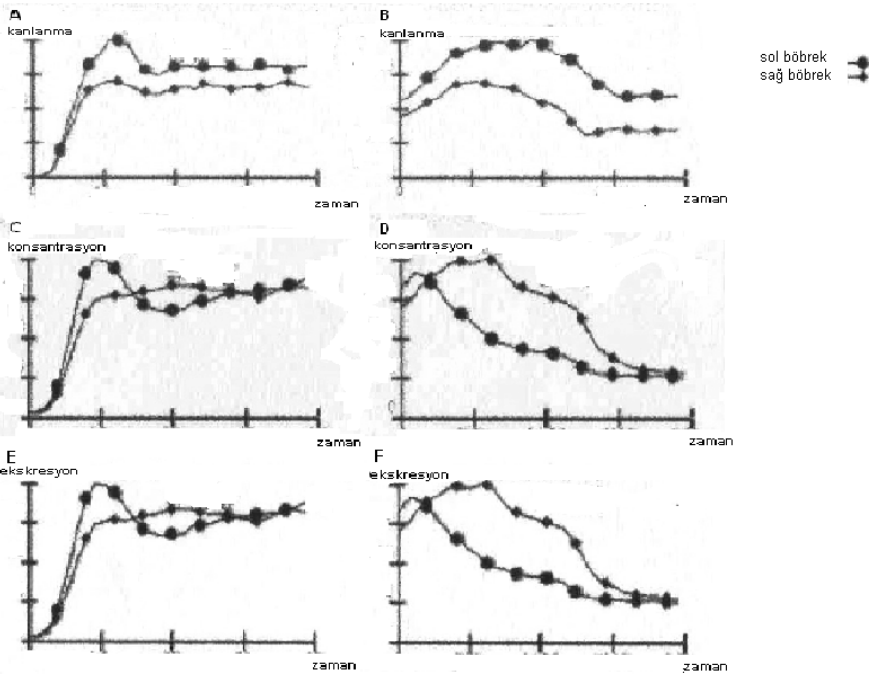 A
kanlanma
zaman
B
kanlanma
zaman
sol böbrek
sağ böbrek
C
konsantrasyon
zaman
D
konsantrasyon
zaman
E
ekskresyon
zaman
F
ekskresyon
zaman